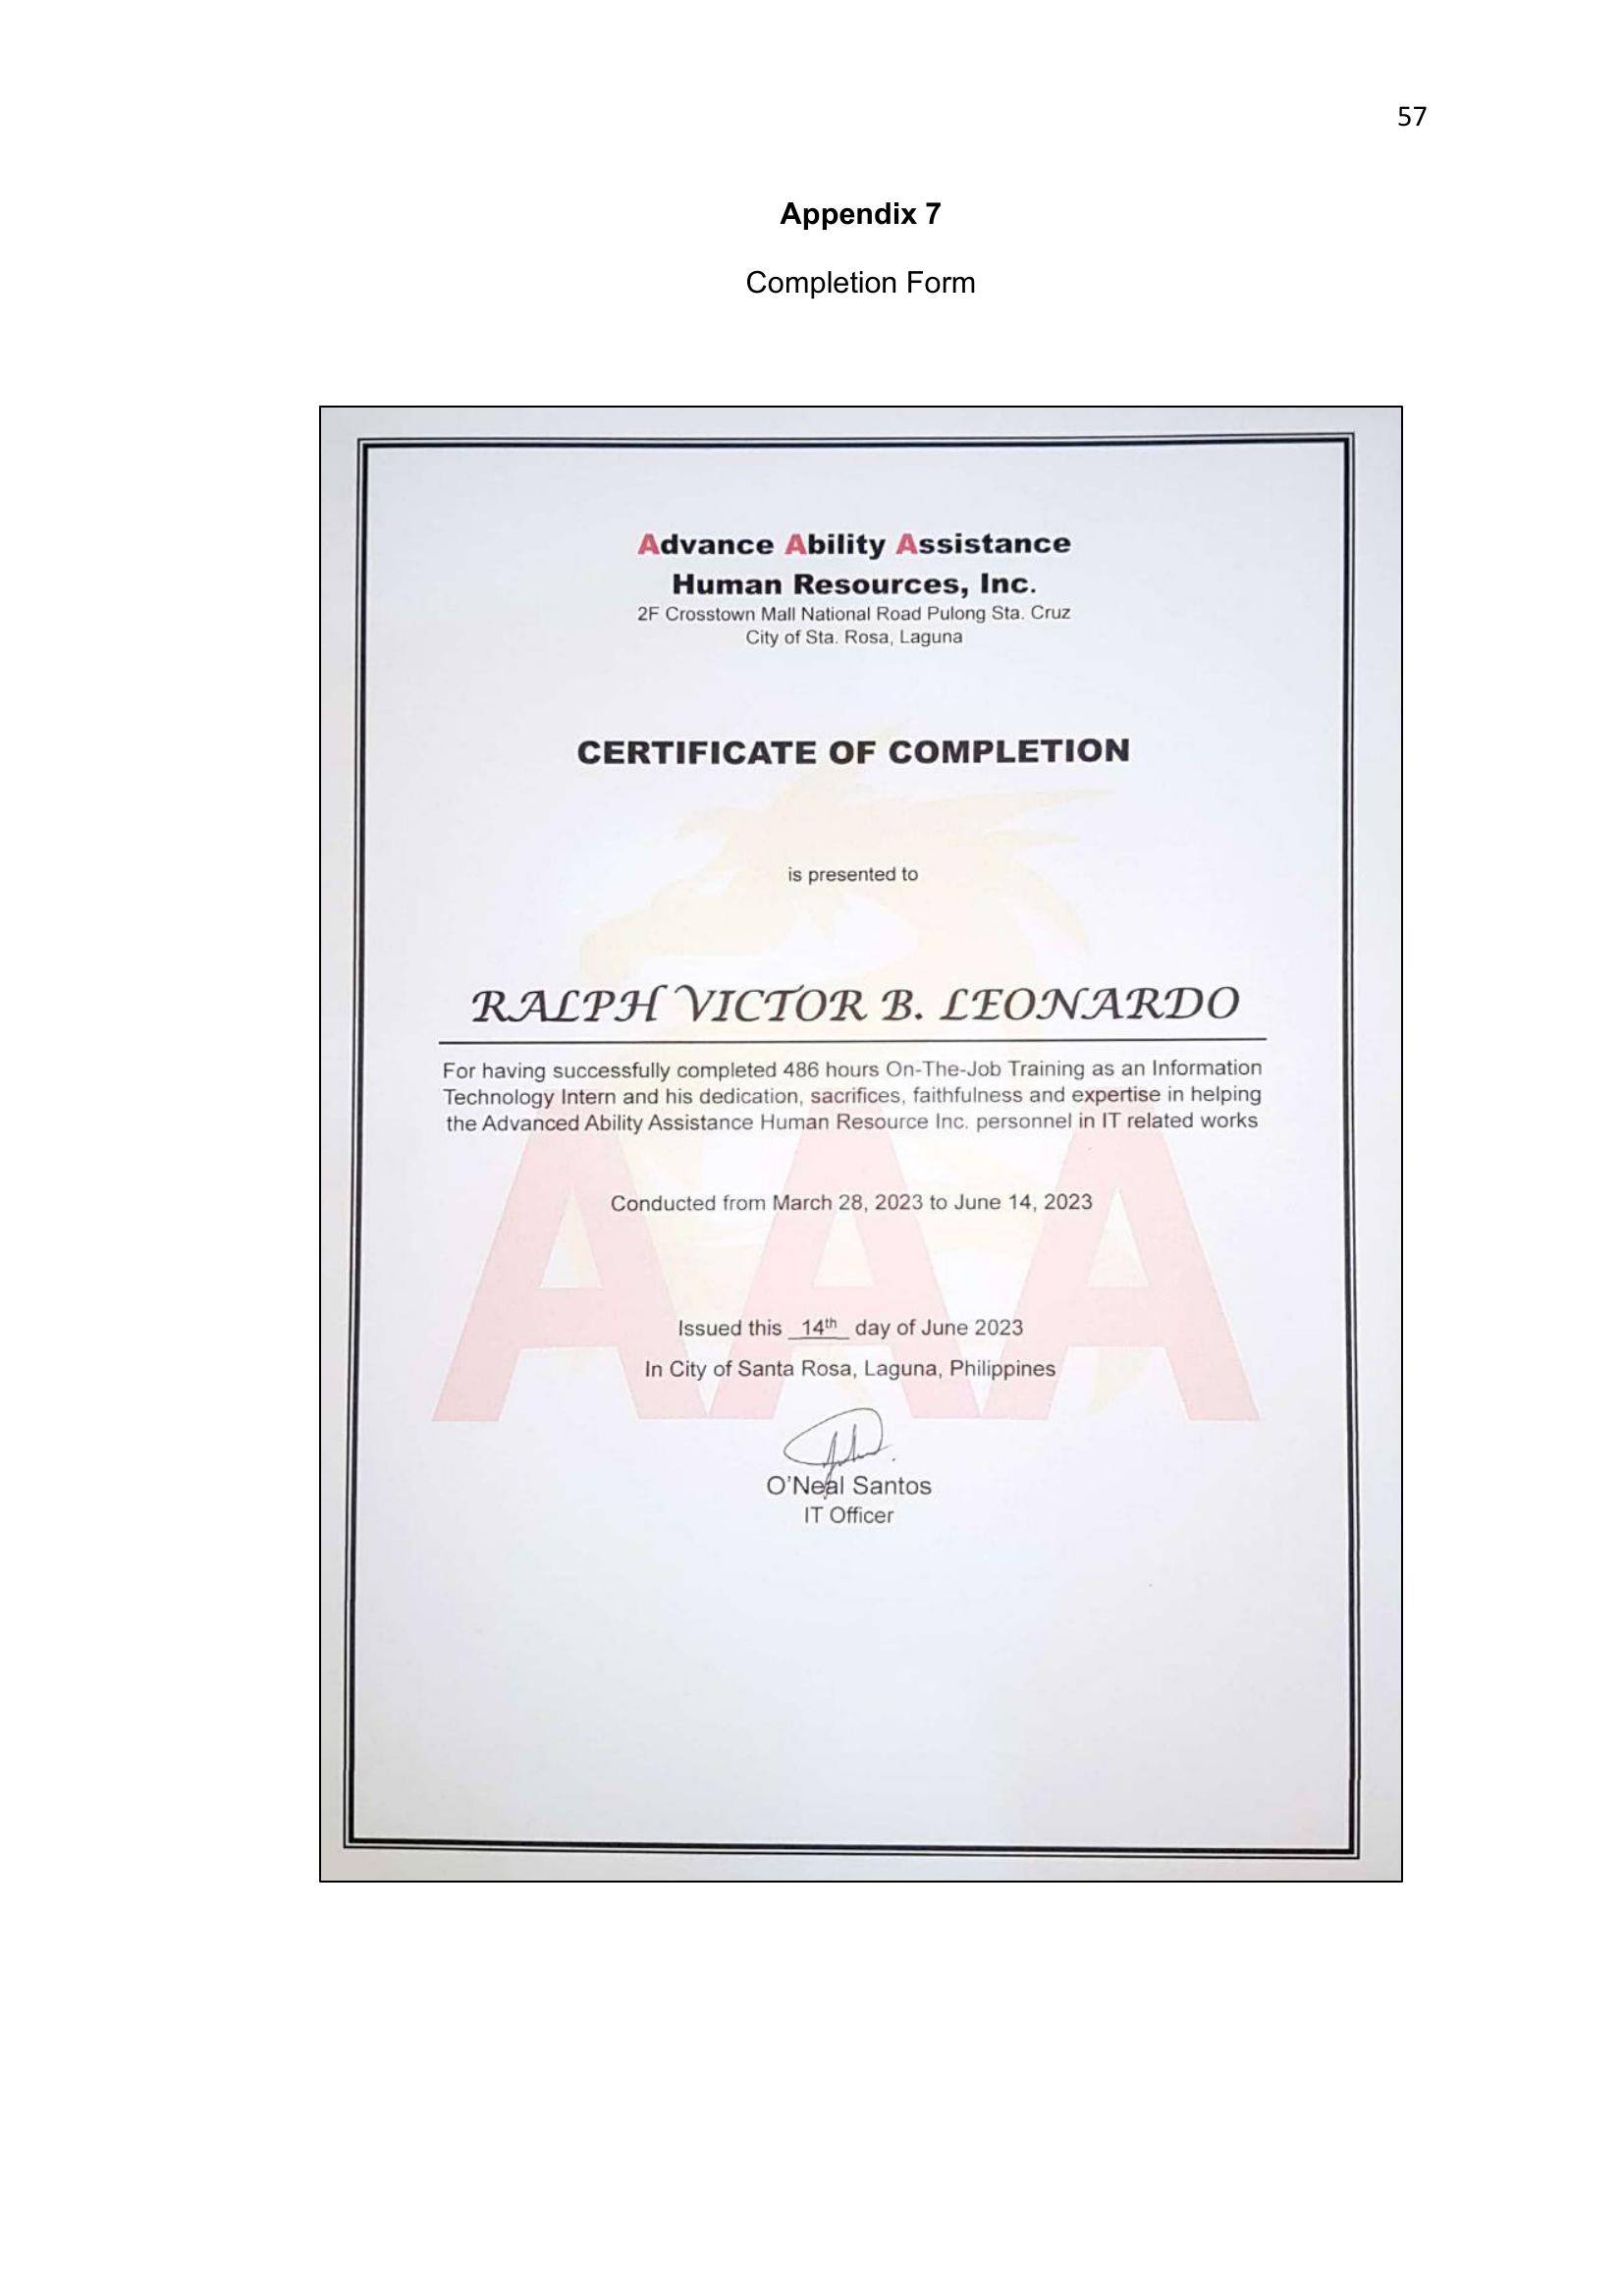 57
Appendix 7
Completion Form
Advance Ability Assistance
Human Resources, Inc.
2F Crosstown Mall National Road Pulong Sta. Cruz
City of Sta. Rosa, Laguna
CERTIFICATE OF COMPLETION
is presented to
RALPH VICTOR B. LEONARDO
For having successfully completed 486 hours On-The-Job Training as an Information
Technology Intern and his dedication, sacrifices, faithfulness and expertise in helping
the Advanced Ability Assistance Human Resource Inc. personnel in IT related works
Conducted from March 28, 2023 to June 14, 2023
AAA
Issued this 14th day of June 2023
In City of Santa Rosa, Laguna, Philippines
O'Neal Santos
IT Officer